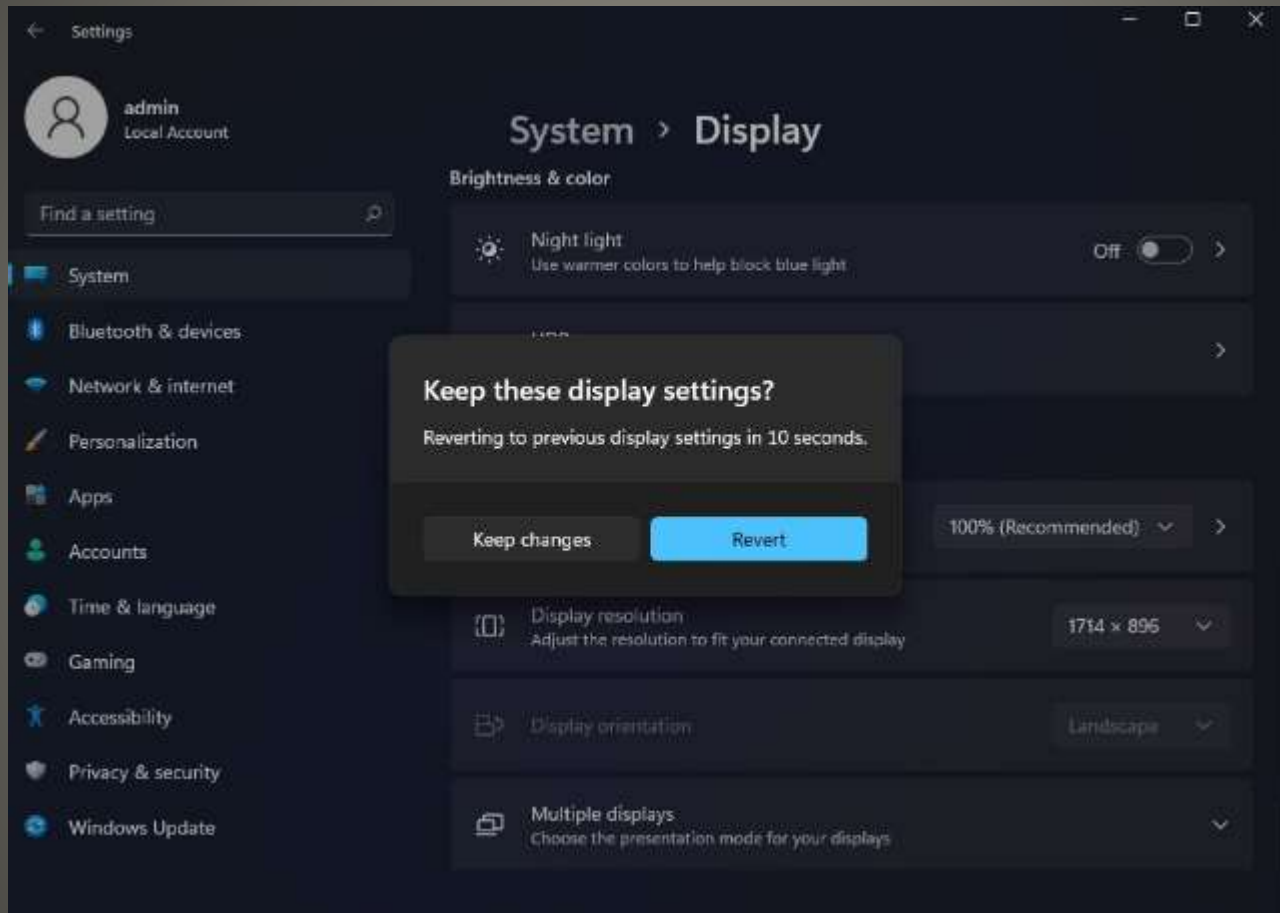 Settings
admin
Local Account
Find a setting
System
Bluetooth & devices
Network & internet
Personalization
Apps
Accounts
Time & language
Gaming
Accessibility
Privacy & security
Windows Update
System > Display
Brightness & color
Night light
Use warmer colors to help block blue light
Off
Keep these display settings?
Reverting to previous display settings in 10 seconds.
Keep changes
Revert
100% (Recommended)
Display resolution
Adjust the resolution to fit your connected display
1714 × 896
Display orientation
Landscape
Multiple displays
Choose the presentation mode for your displays